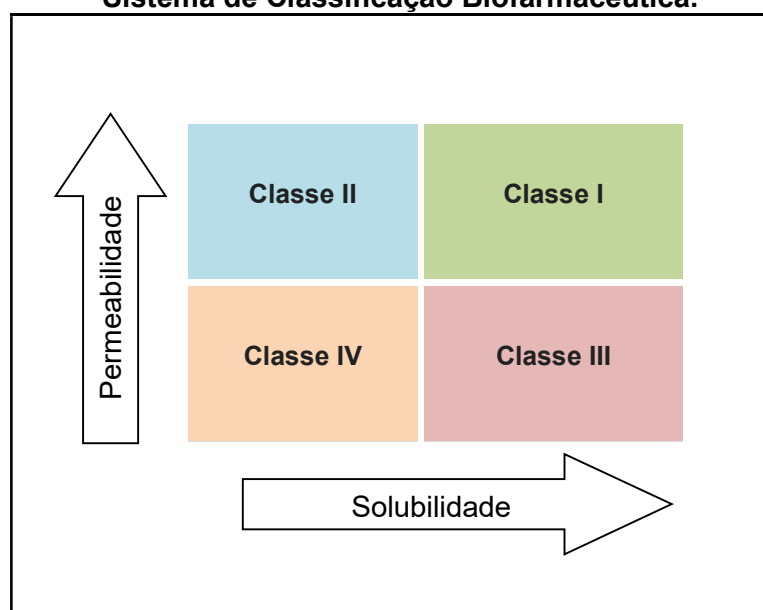 Sistema de Classificação Biofarmacêutica.
Classe II
Classe I
Permeabilidade
Classe IV
Classe III
Solubilidade